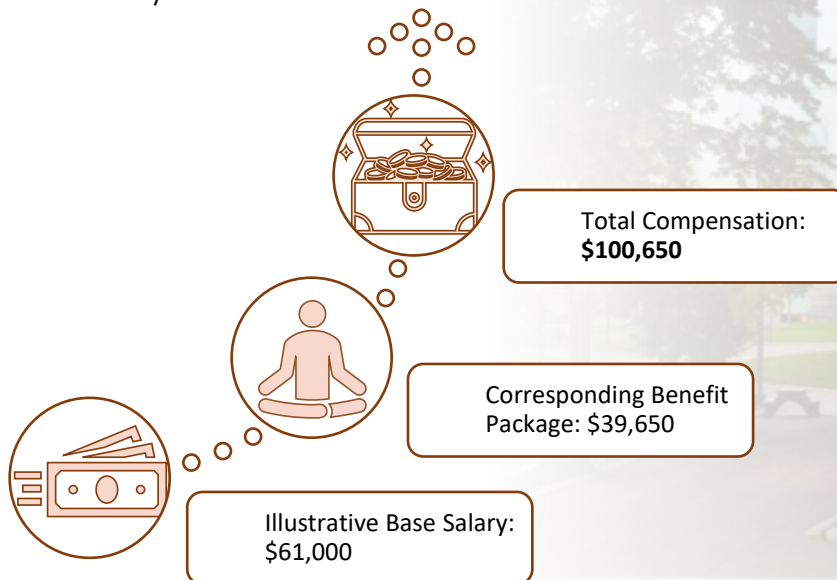 Total Compensation:
$100,650
Corresponding Benefit
Package: $39,650
Illustrative Base Salary:
$61,000